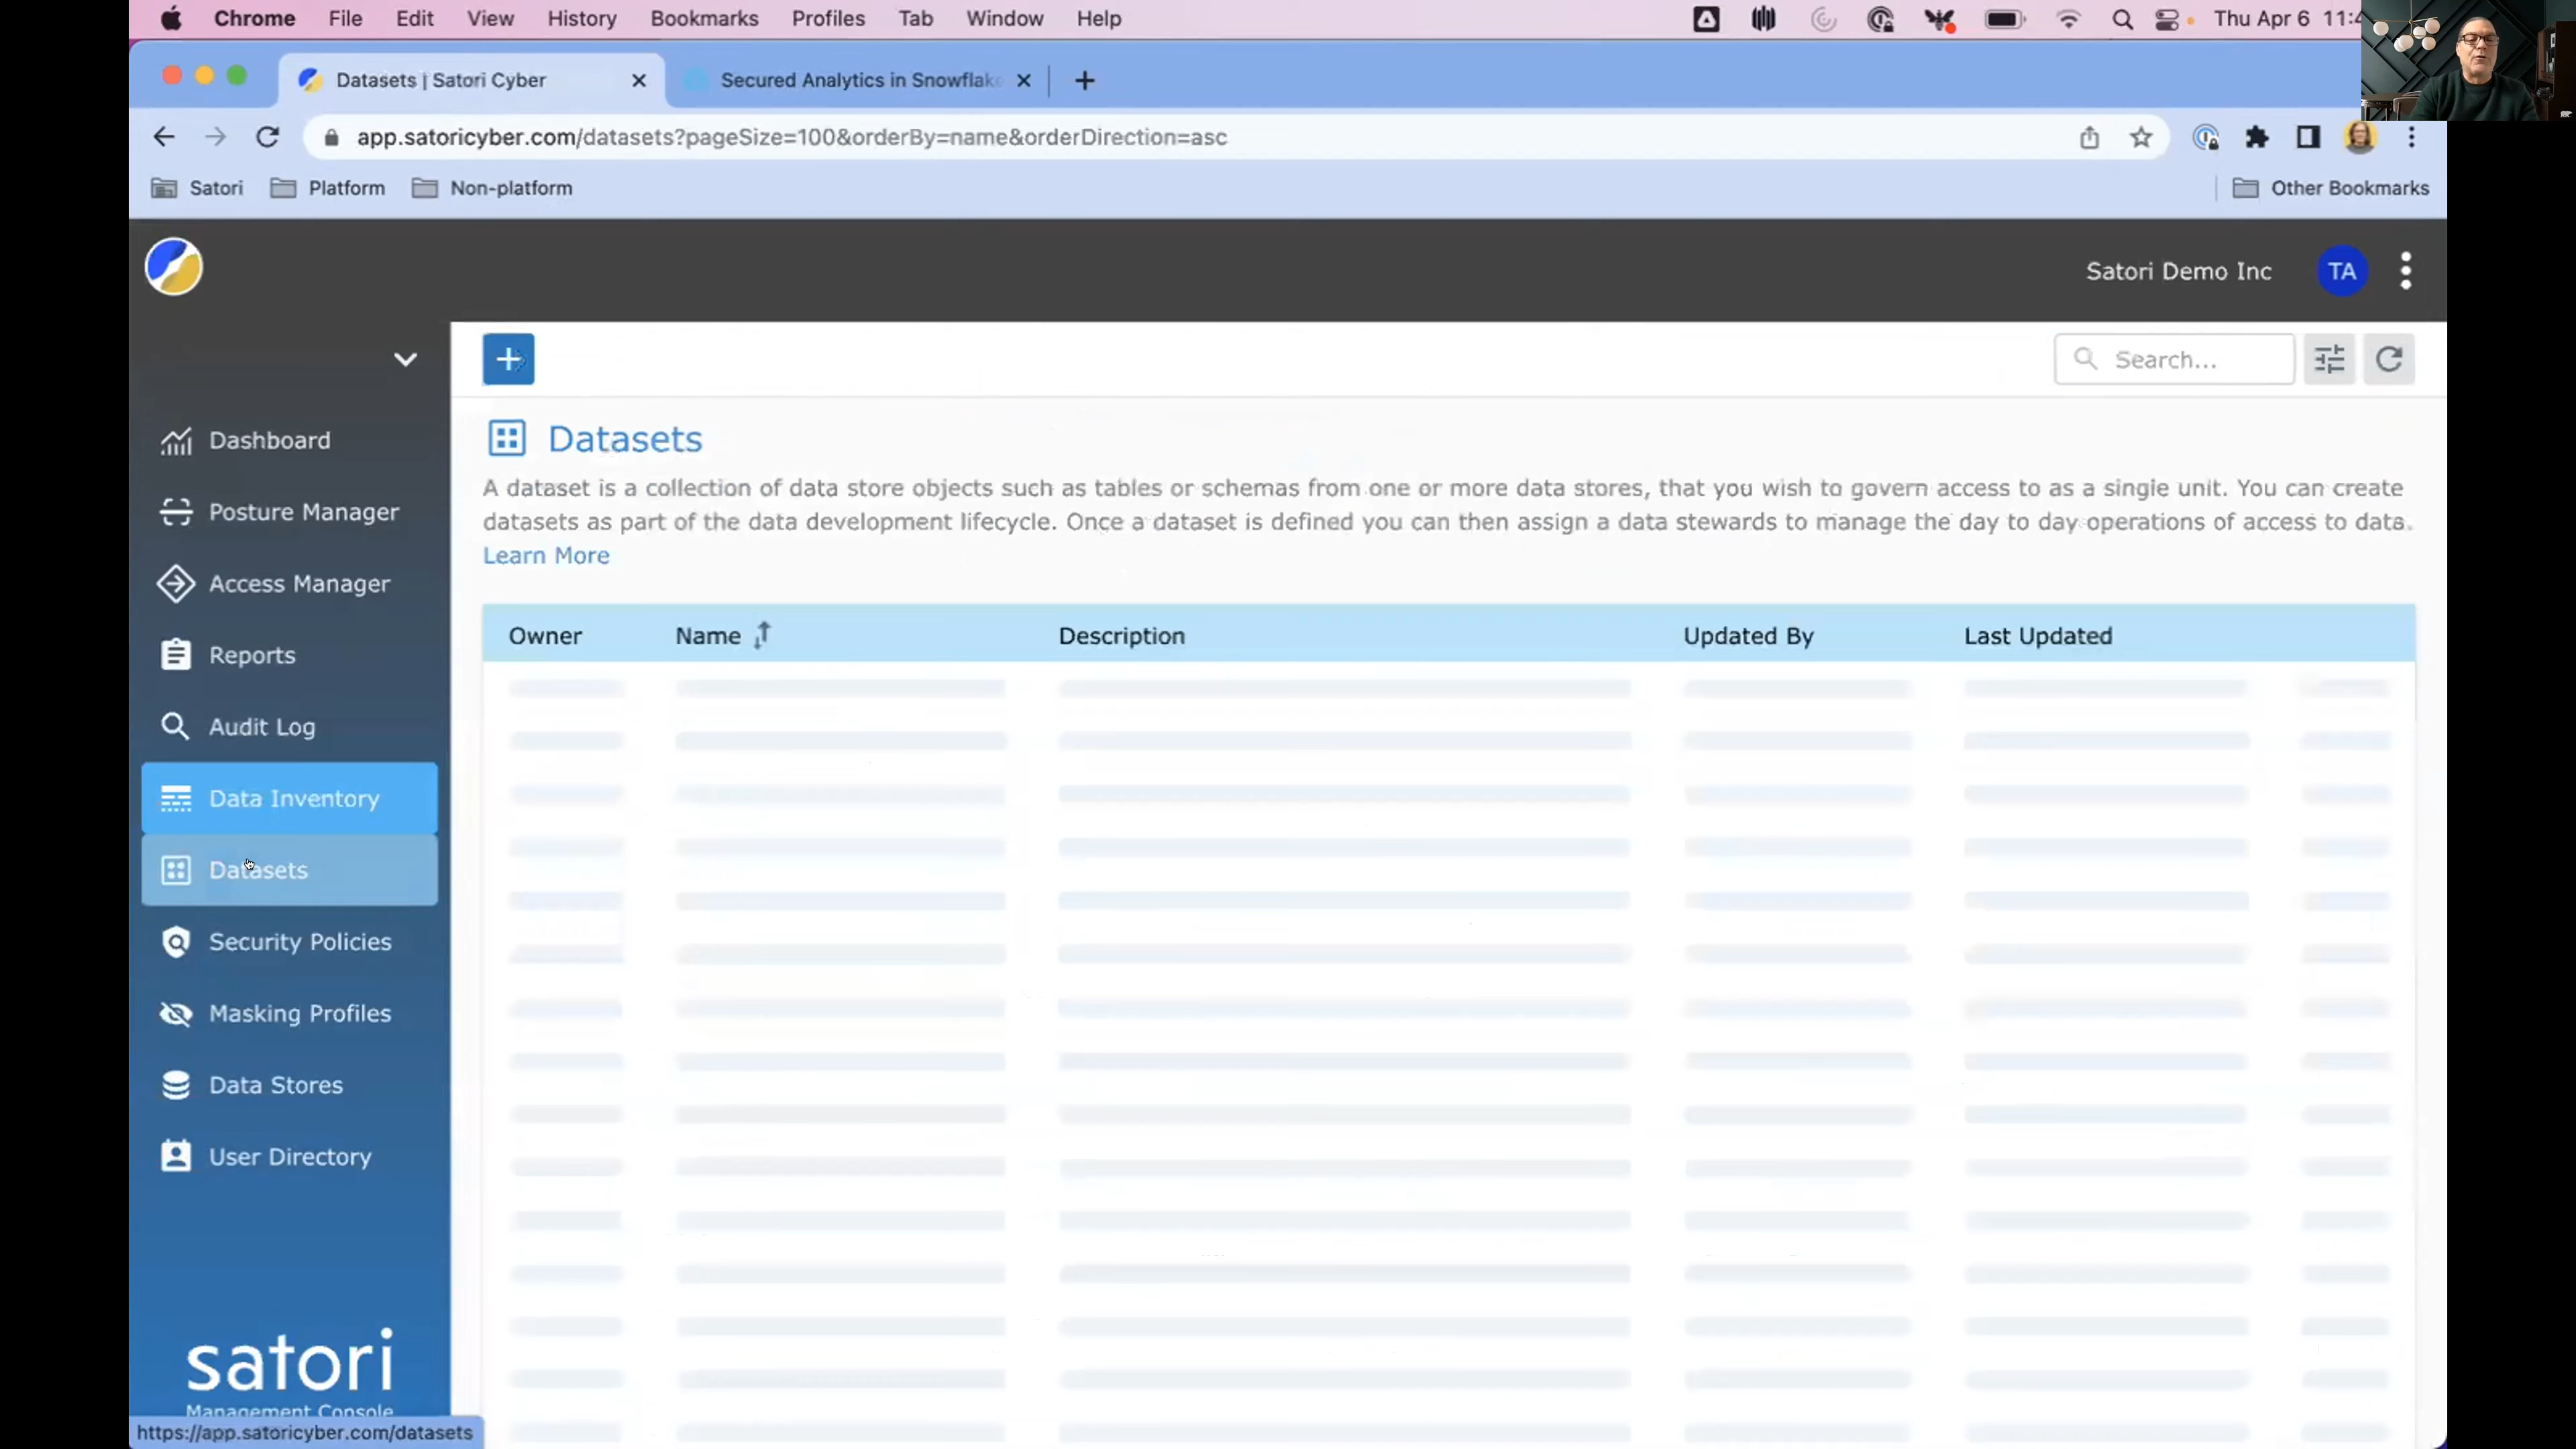 Chrome File Edit View History Bookmarks Profiles Tab Window Help
Thu Apr 6 11:4
Datasets | Satori Cyber
Secured Analytics in Snowflake
app.satoricyber.com/datasets?pageSize=100&orderBy=name&orderDirection=asc
Satori Platform Non-platform Other Bookmarks
Satori Demo Inc TA
Search...
Dashboard
Posture Manager
Access Manager
Reports
Audit Log
Data Inventory
Datasets
Security Policies
Masking Profiles
Data Stores
User Directory
satori
Management Console
https://app.satoricyber.com/datasets
Datasets
A dataset is a collection of data store objects such as tables or schemas from one or more data stores, that you wish to govern access to as a single unit. You can create
datasets as part of the data development lifecycle. Once a dataset is defined you can then assign a data stewards to manage the day to day operations of access to data.
Learn More
Owner Name Description Updated By Last Updated